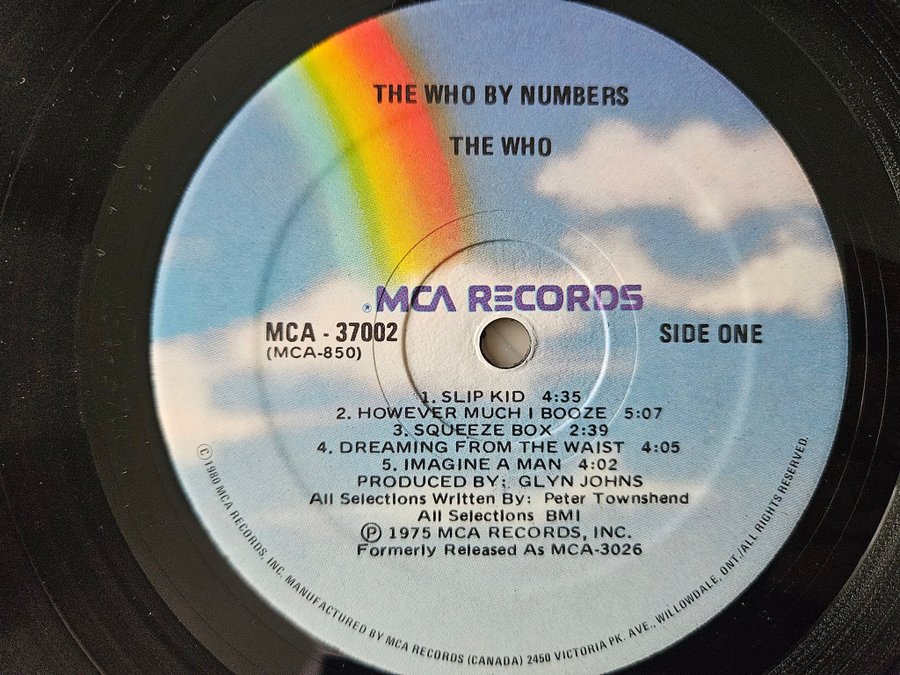 THE WHO BY NUMBERS
THE WHO
®MCA RECORDS
MCA - 37002
(MCA-850)
SIDE ONE
1. SLIP KID 4:35
2. HOWEVER MUCH I BOOZE 5:07
3. SQUEEZE BOX 2:39
4. DREAMING FROM THE WAIST 4:05
5. IMAGINE A MAN 4:02
PRODUCED BY: GLYN JOHNS
All Selections Written By: Peter Townshend
All Selections BMI
Ⓟ 1975 MCA RECORDS, INC.
Formerly Released As MCA-3026
©1980 MCA RECORDS, INC. MANUFACTURED BY MCA RECORDS (CANADA) 2450 VICTORIA PK. AVE., WILLOWDALE, ONT./ALL RIGHTS RESERVED.